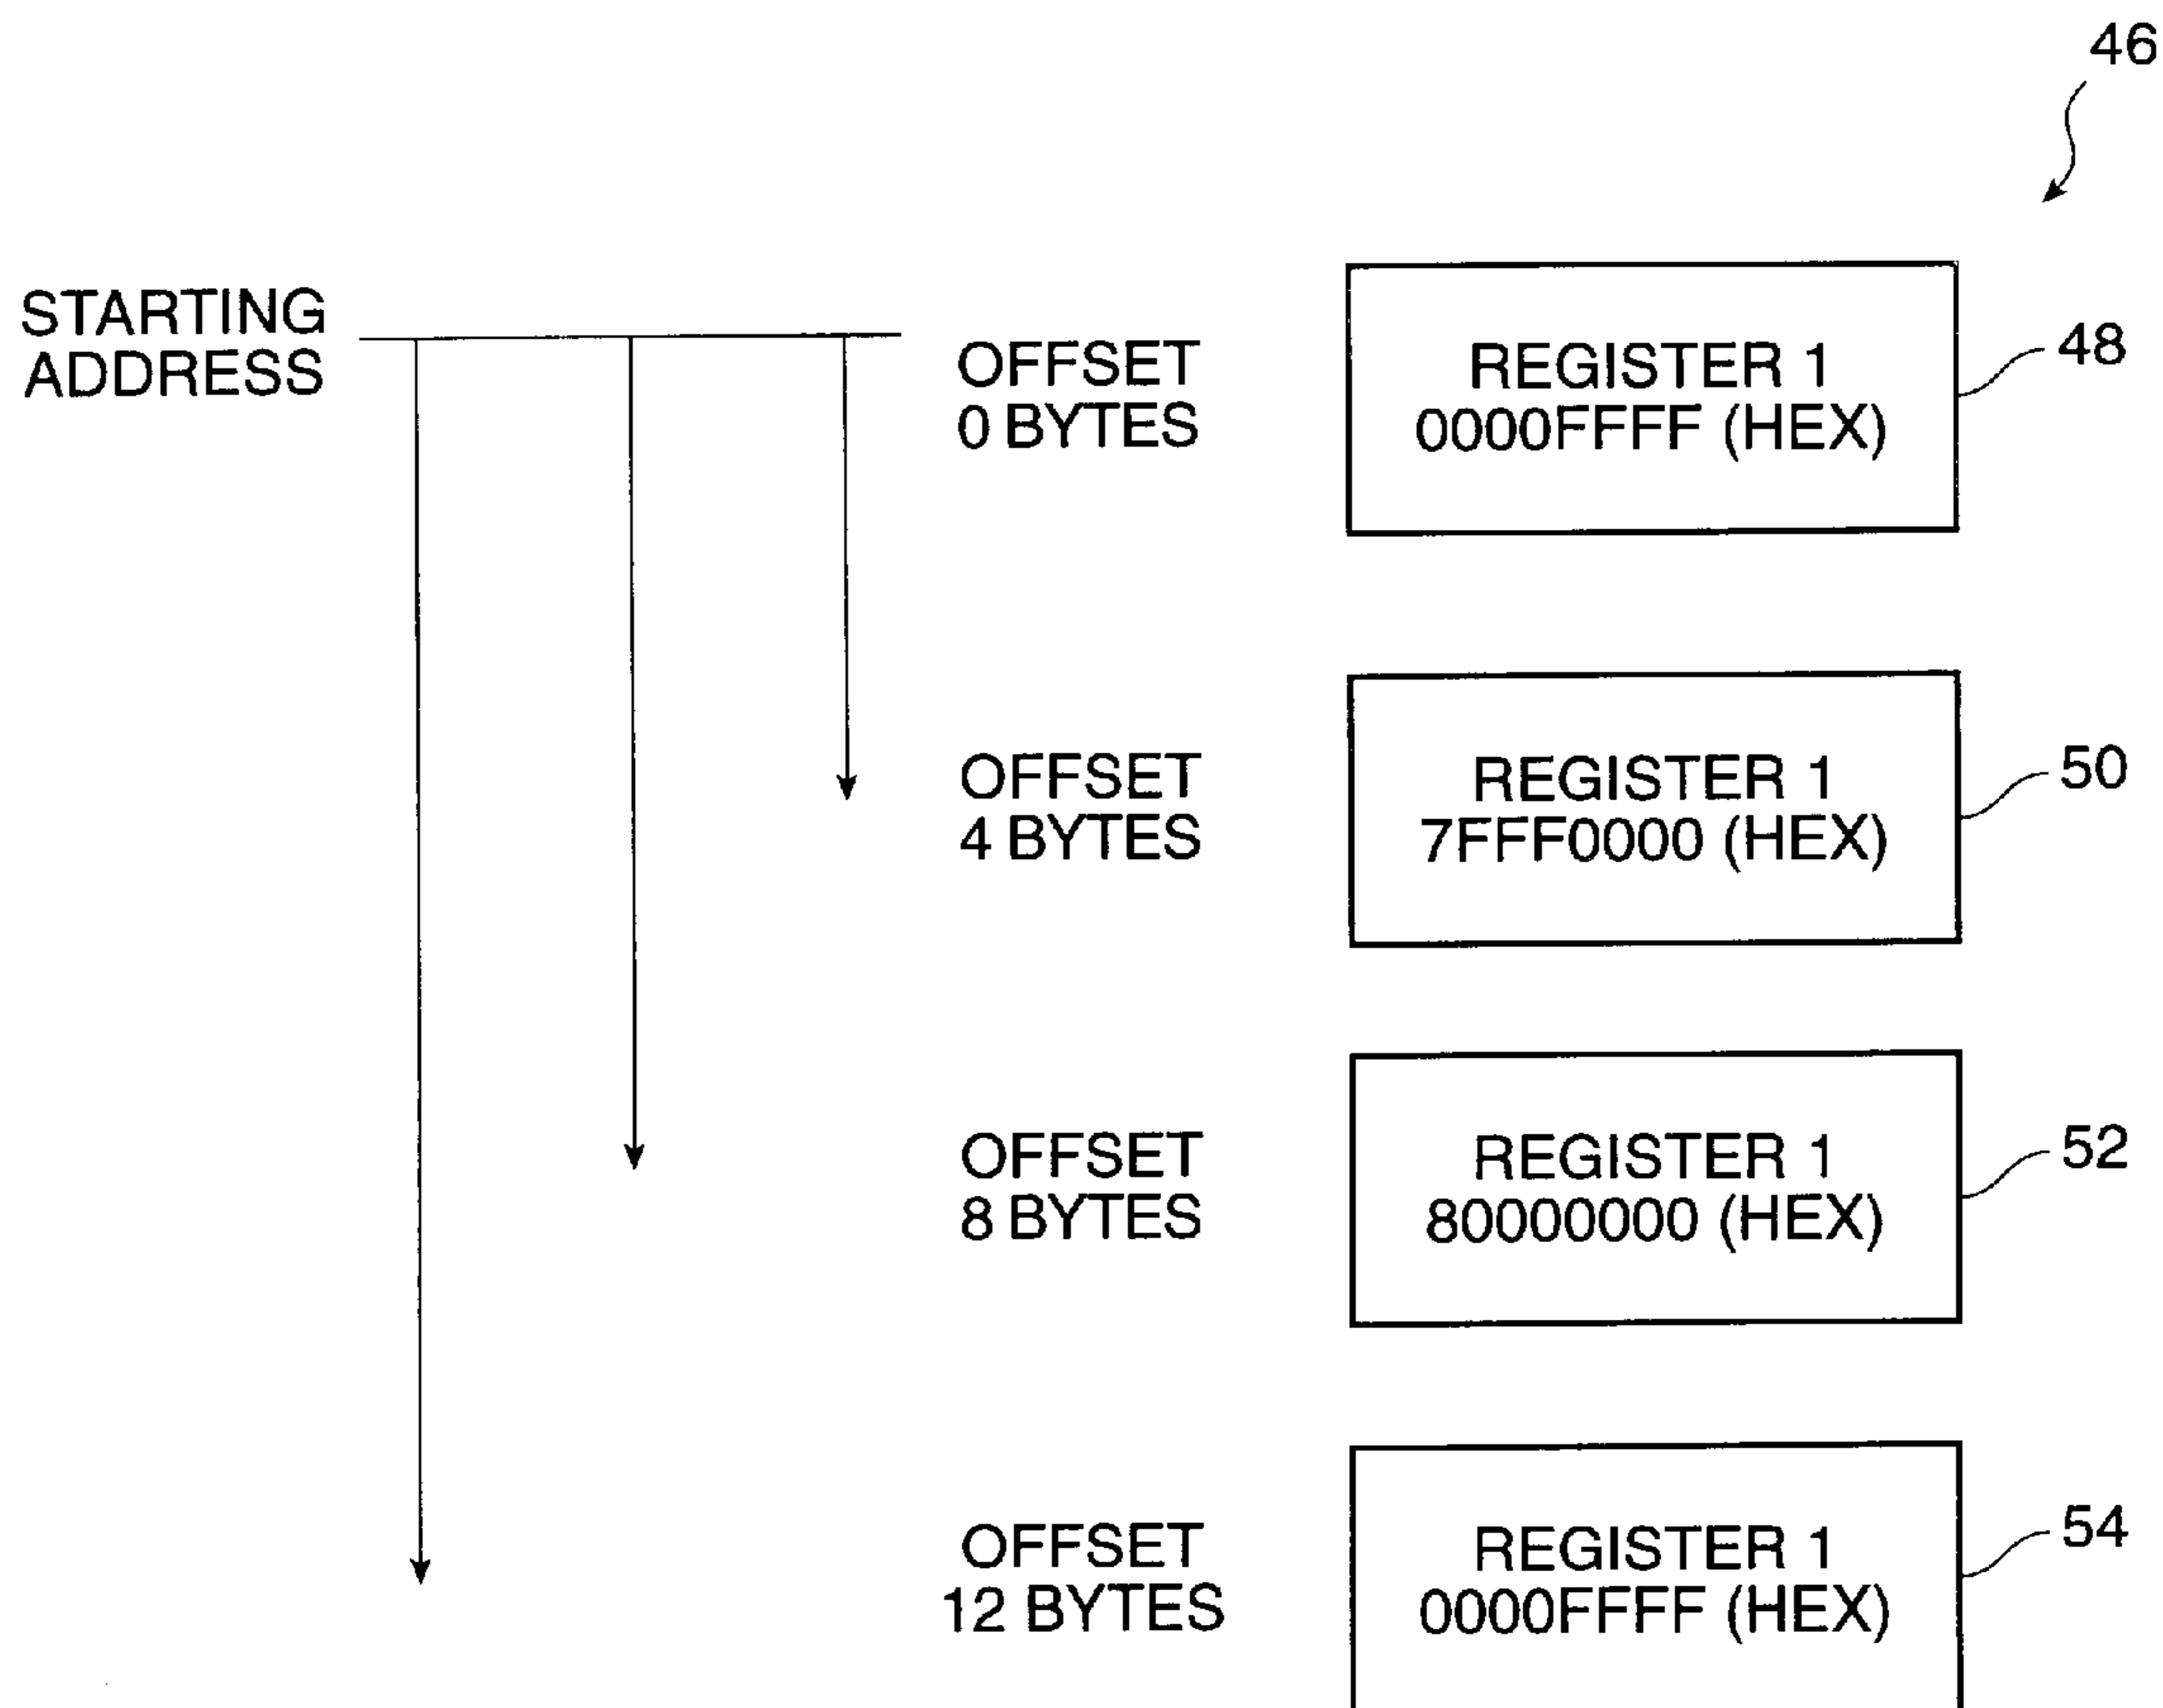 46
STARTING
ADDRESS
OFFSET
0 BYTES
REGISTER 1
0000FFFF (HEX)
48
OFFSET
4 BYTES
REGISTER 1
7FFF0000 (HEX)
50
OFFSET
8 BYTES
REGISTER 1
80000000 (HEX)
52
OFFSET
12 BYTES
REGISTER 1
0000FFFF (HEX)
54